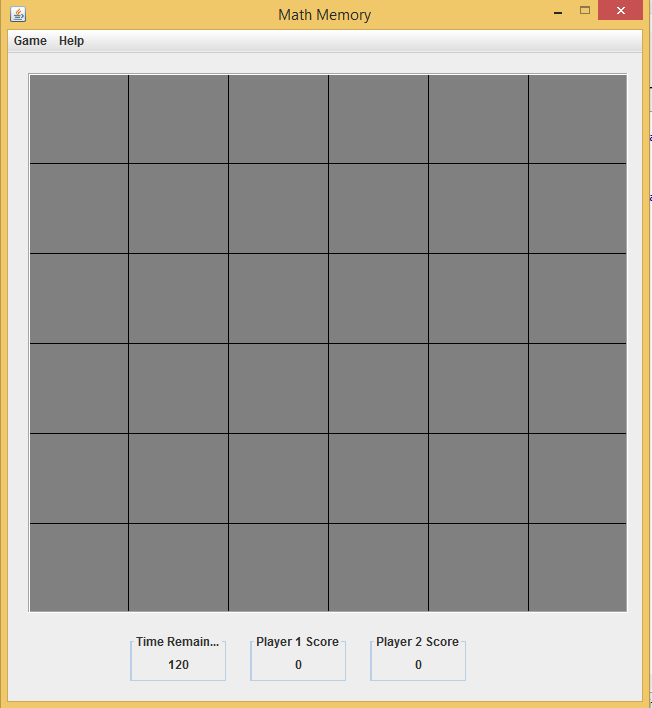 Math Memory
Game Help
Time Remain... Player 1 Score Player 2 Score
120 0 0